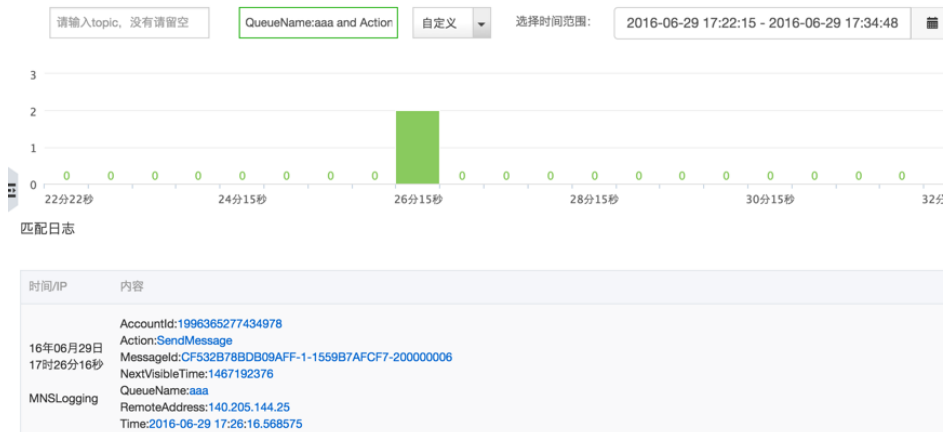 请输入topic，没有请留空 QueueName:aaa and Action 自定义 选择时间范围： 2016-06-29 17:22:15 - 2016-06-29 17:34:48
3
2
1
0
0 0 0 0 0 0 0 0 0 0 0 0 0 0 0 0 0 0 0
22分22秒 24分15秒 26分15秒 28分15秒 30分15秒 32分
匹配日志
时间/IP 内容
AccountId:1996365277434978
Action:SendMessage
16年06月29日
17时26分16秒
MessageId:CF532B78BDB09AFF-1-1559B7AFCF7-200000006
NextVisibleTime:1467192376
QueueName:aaa
MNSLogging
RemoteAddress:140.205.144.25
Time:2016-06-29 17:26:16.568575